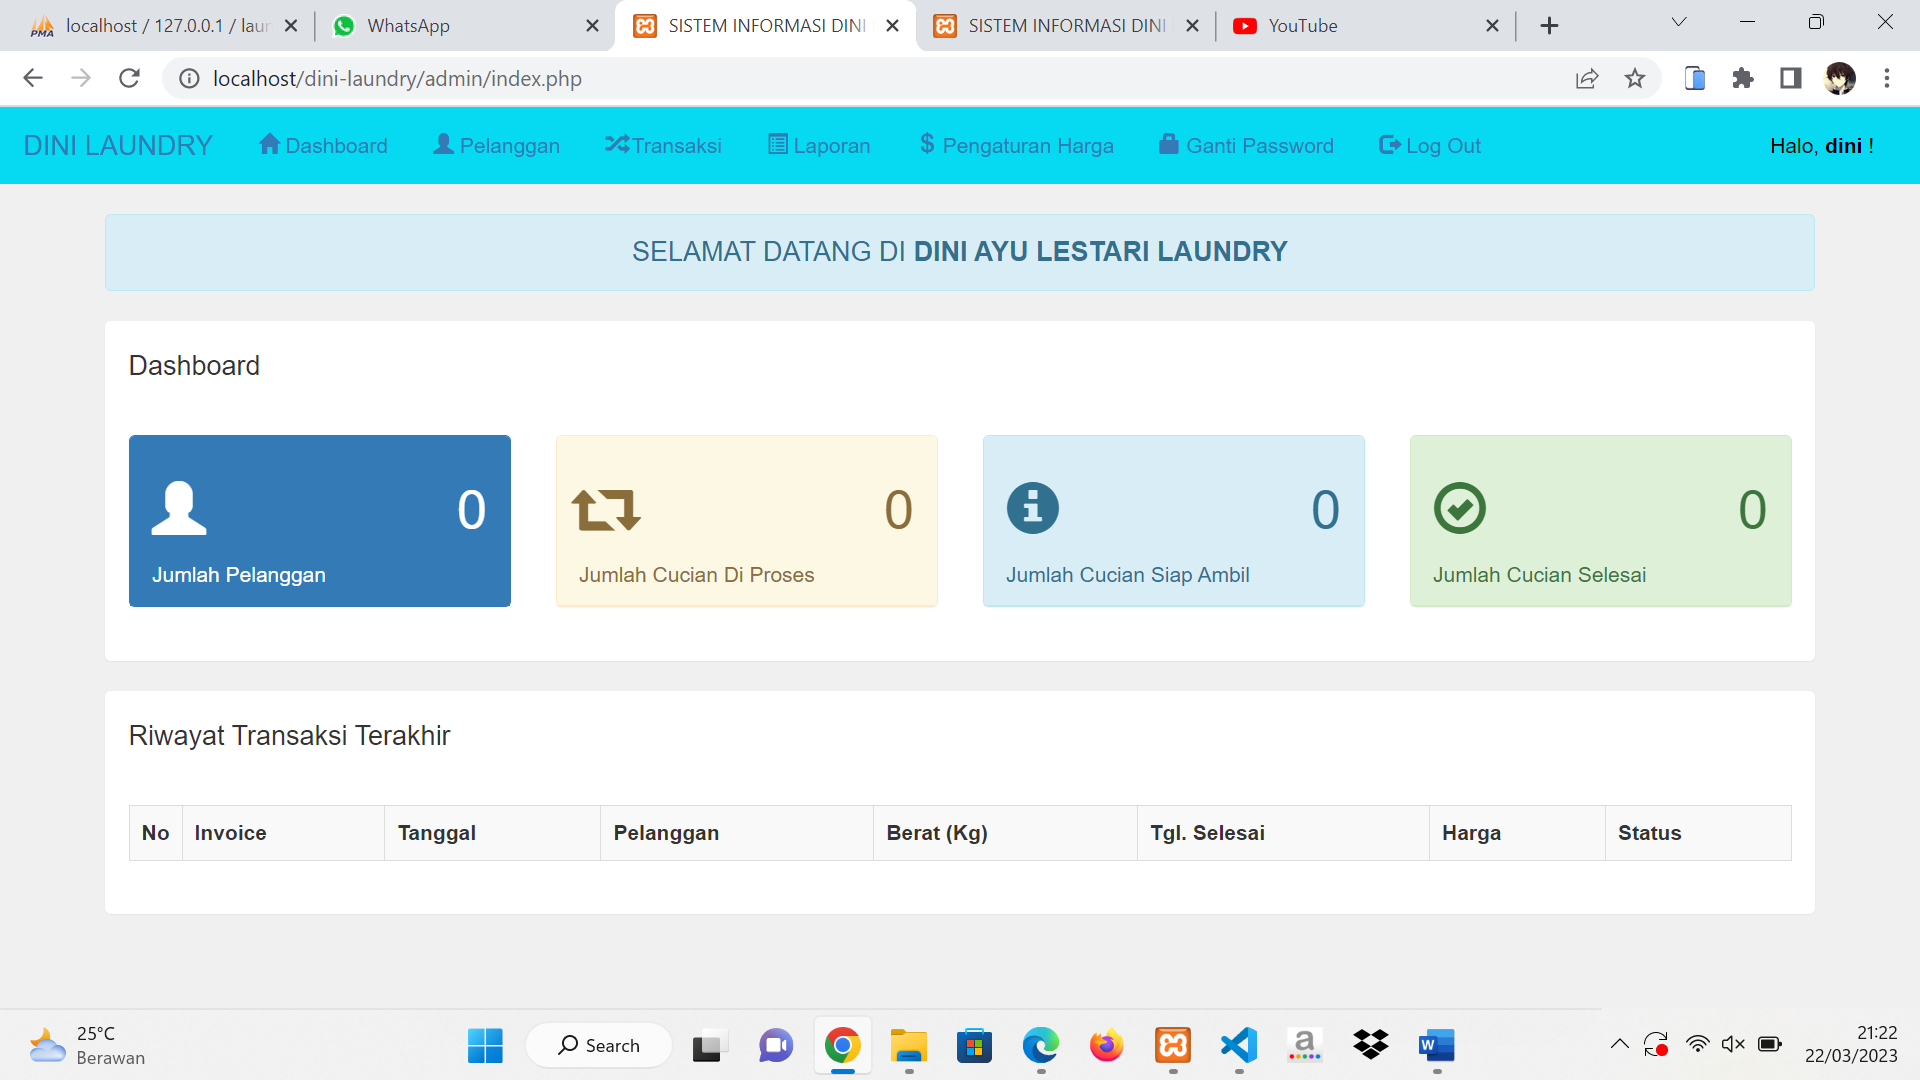 localhost / 127.0.0.1 / laur
WhatsApp
SISTEM INFORMASI DINI
SISTEM INFORMASI DINI
YouTube
localhost/dini-laundry/admin/index.php
DINI LAUNDRY
Dashboard
Pelanggan
Transaksi
Laporan
Pengaturan Harga
Ganti Password
Log Out
Halo, dini !
SELAMAT DATANG DI DINI AYU LESTARI LAUNDRY
Dashboard
0
Jumlah Pelanggan
0
Jumlah Cucian Di Proses
0
Jumlah Cucian Siap Ambil
0
Jumlah Cucian Selesai
Riwayat Transaksi Terakhir
No Invoice Tanggal Pelanggan Berat (Kg) Tgl. Selesai Harga Status
25°C
Berawan
Search
21:22
22/03/2023